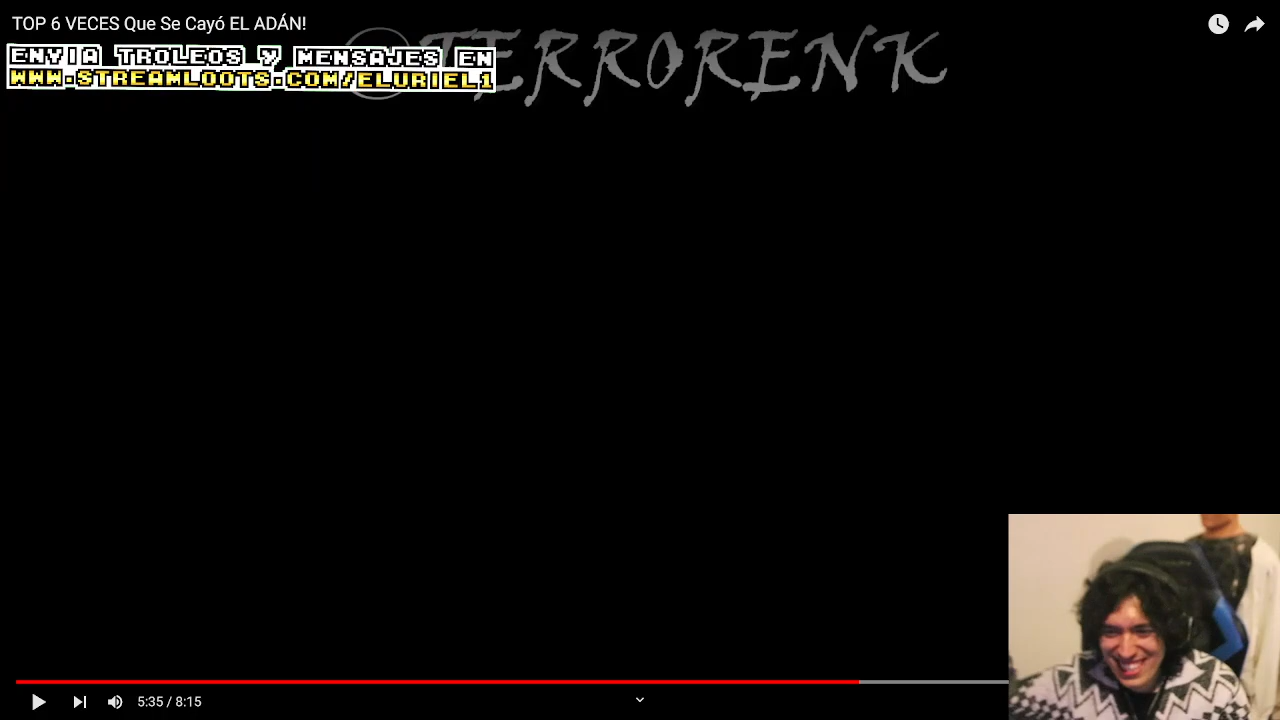 TOP 6 VECES Que Se Cayó EL ADÁN!
@TERRORENK
ENVIA TROLEOS Y MENSAJES EN
WWW.STREAMLOOTS.COM/ELURIEL1
5:35 / 8:15